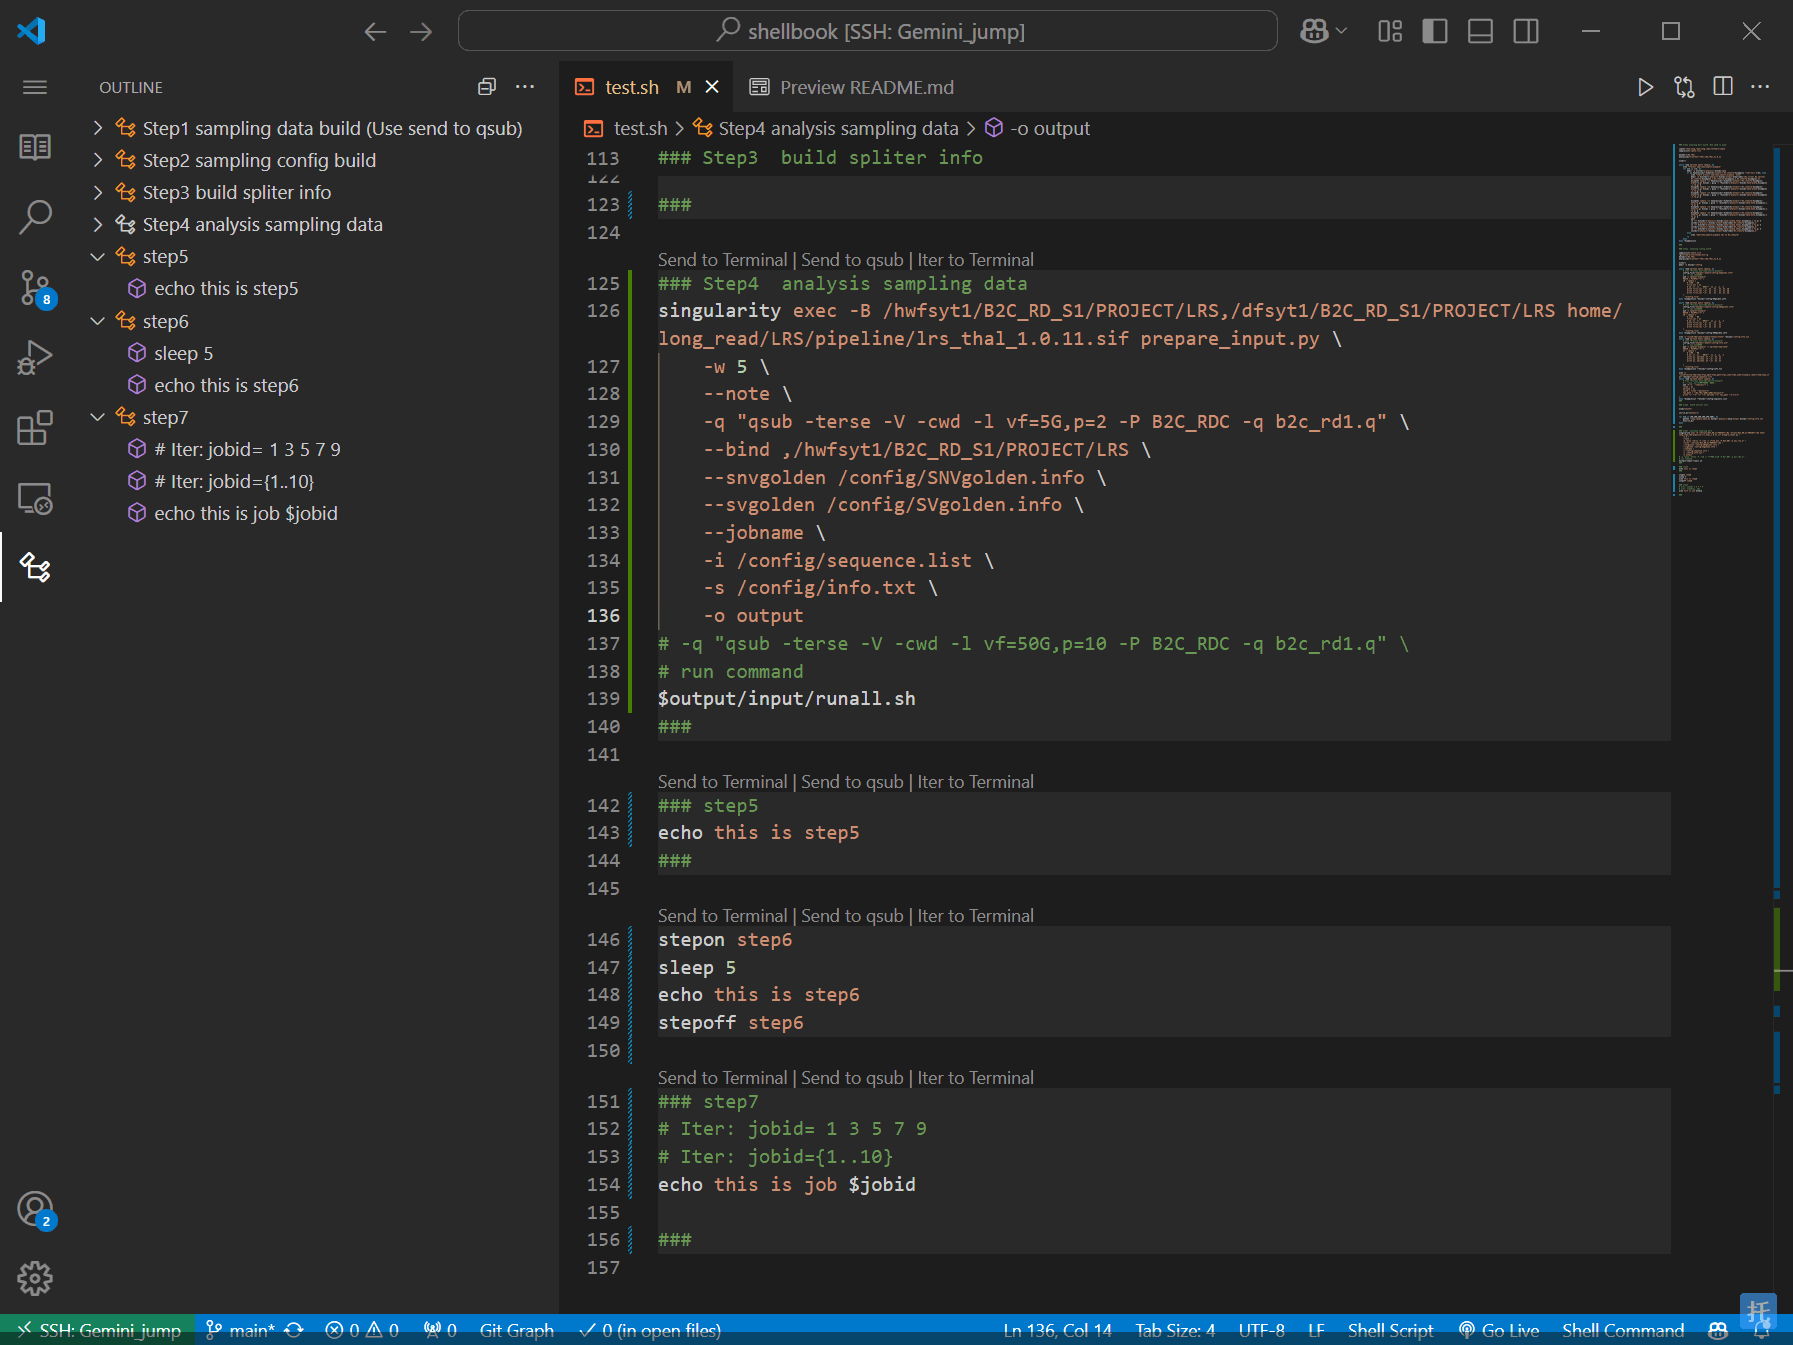 shellbook [SSH: Gemini_jump]
OUTLINE
test.sh M
Preview README.md
Step1 sampling data build (Use send to qsub)
Step2 sampling config build
Step3 build spliter info
Step4 analysis sampling data
step5
echo this is step5
step6
sleep 5
echo this is step6
step7
# Iter: jobid= 1 3 5 7 9
# Iter: jobid={1..10}
echo this is job $jobid
8
2
test.sh > Step4 analysis sampling data > -o output
113 ### Step3  build spliter info
122
123 ###
124
Send to Terminal | Send to qsub | Iter to Terminal
125 ### Step4  analysis sampling data
126 singularity exec -B /hwfsyt1/B2C_RD_S1/PROJECT/LRS,/dfsyt1/B2C_RD_S1/PROJECT/LRS home/
long_read/LRS/pipeline/lrs_thal_1.0.11.sif prepare_input.py \
127     -w 5 \
128     --note \
129     -q "qsub -terse -V -cwd -l vf=5G,p=2 -P B2C_RDC -q b2c_rd1.q" \
130     --bind ,/hwfsyt1/B2C_RD_S1/PROJECT/LRS \
131     --snvgolden /config/SNVgolden.info \
132     --svgolden /config/SVgolden.info \
133     --jobname \
134     -i /config/sequence.list \
135     -s /config/info.txt \
136     -o output
137 # -q "qsub -terse -V -cwd -l vf=50G,p=10 -P B2C_RDC -q b2c_rd1.q" \
138 # run command
139 $output/input/runall.sh
140 ###
141
Send to Terminal | Send to qsub | Iter to Terminal
142 ### step5
143 echo this is step5
144 ###
145
Send to Terminal | Send to qsub | Iter to Terminal
146 stepon step6
147 sleep 5
148 echo this is step6
149 stepoff step6
150
Send to Terminal | Send to qsub | Iter to Terminal
151 ### step7
152 # Iter: jobid= 1 3 5 7 9
153 # Iter: jobid={1..10}
154 echo this is job $jobid
155
156 ###
157
托
SSH: Gemini_jump main* 0 0 0 Git Graph 0 (in open files) Ln 136, Col 14 Tab Size: 4 UTF-8 LF Shell Script Go Live Shell Command